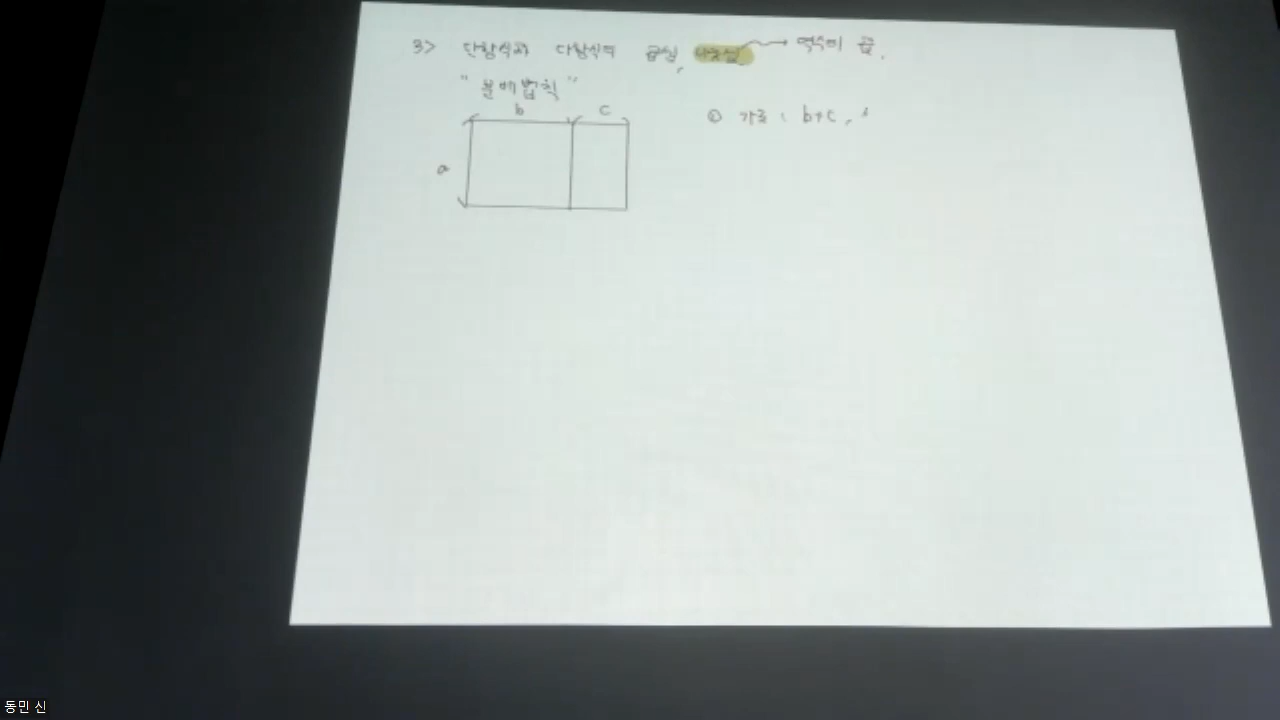 3> 단항식과 다항식의 곱셈, 나눗셈 → 역수의 곱.
"분배법칙"
b c
① 가로 : b+c,
a
동민 신